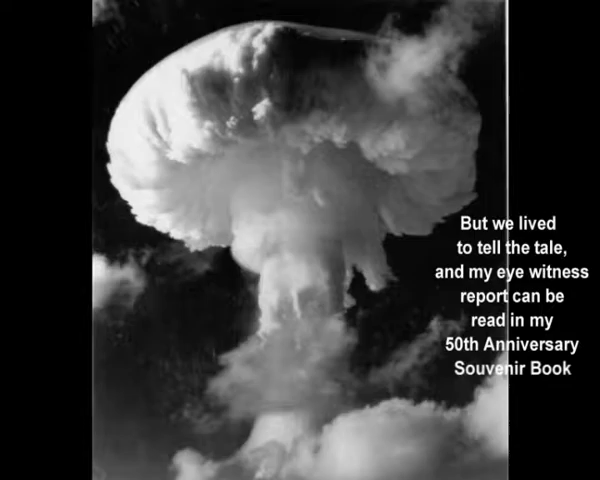 But we lived
to tell the tale,
and my eye witness
report can be
read in my
50th Anniversary
Souvenir Book